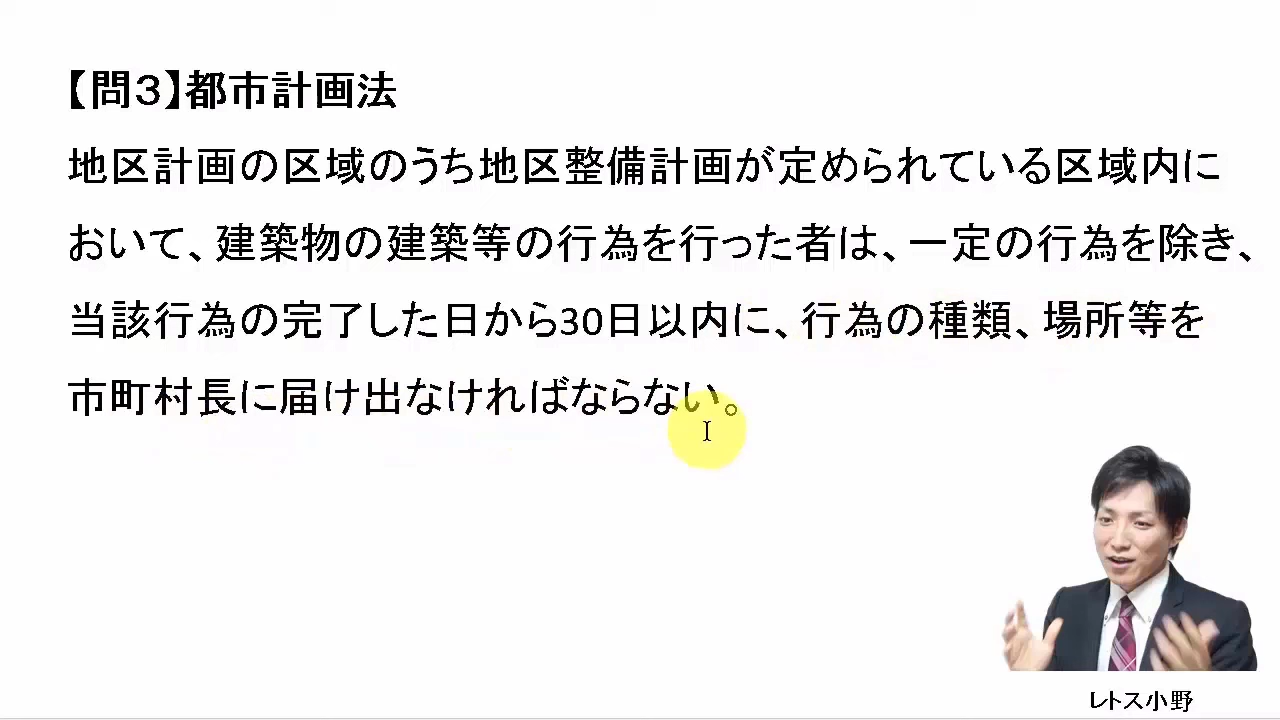 【問３】都市計画法
地区計画の区域のうち地区整備計画が定められている区域内に
おいて、建築物の建築等の行為を行った者は、一定の行為を除き、
当該行為の完了した日から30日以内に、行為の種類、場所等を
市町村長に届け出なければならない。
レトス小野